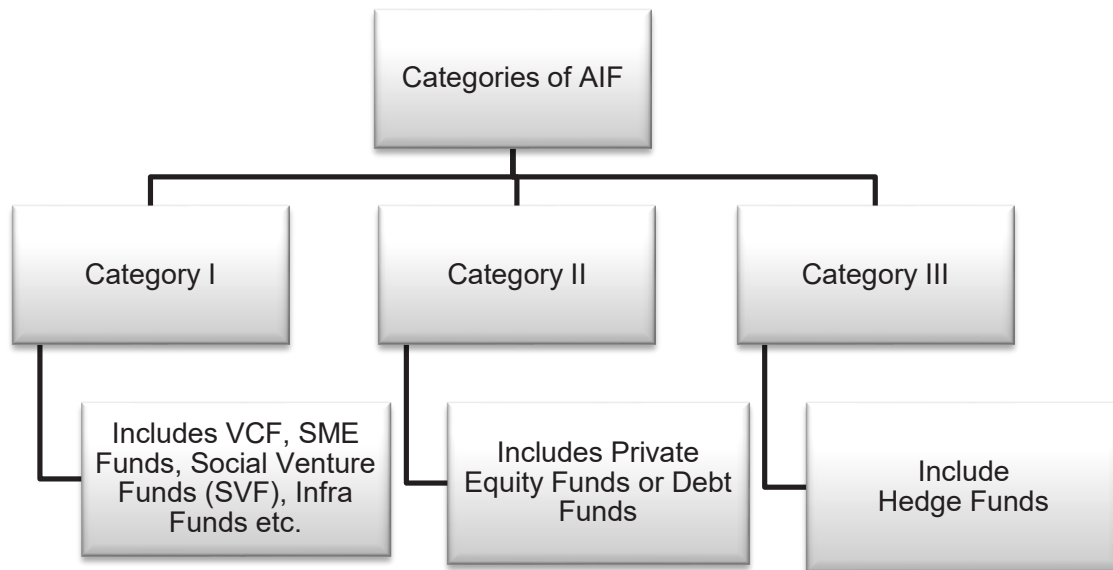 Categories of AIF
Category I
Category II
Category III
Includes VCF, SME
Funds, Social Venture
Funds (SVF), Infra
Funds etc.
Includes Private
Equity Funds or Debt
Funds
Include
Hedge Funds